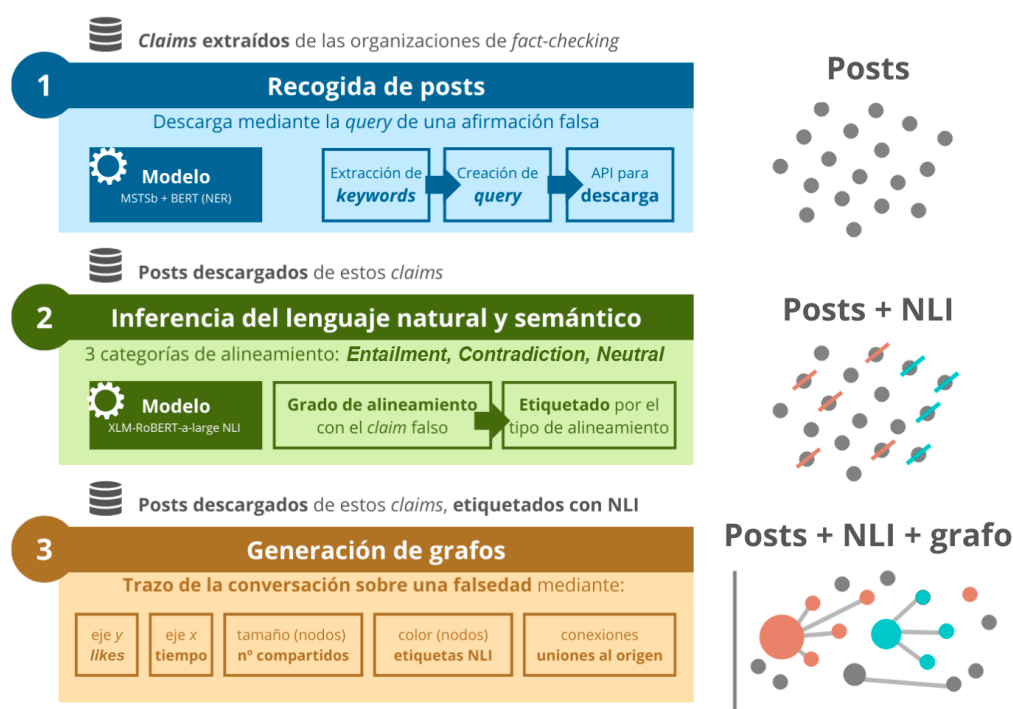 Claims extraídos de las organizaciones de fact-checking
1
Recogida de posts
Descarga mediante la query de una afirmación falsa
Modelo
MSTSb + BERT (NER)
Extracción de
keywords
Creación de
query
API para
descarga
Posts
Posts descargados de estos claims
2
Inferencia del lenguaje natural y semántico
3 categorías de alineamiento: Entailment, Contradiction, Neutral
Modelo
XLM-RoBERT-a-large NLI
Grado de alineamiento
con el claim falso
Etiquetado por el
tipo de alineamiento
Posts + NLI
Posts descargados de estos claims, etiquetados con NLI
3
Generación de grafos
Trazo de la conversación sobre una falsedad mediante:
eje y
likes
eje x
tiempo
tamaño (nodos)
nº compartidos
color (nodos)
etiquetas NLI
conexiones
uniones al origen
Posts + NLI + grafo